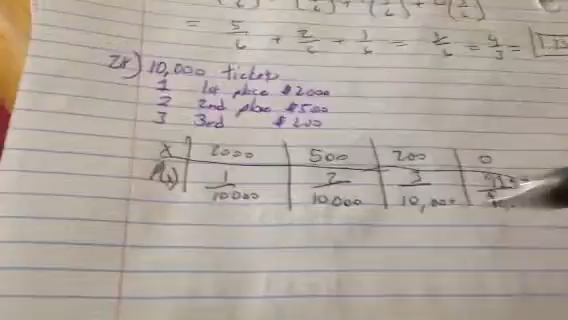 = 5/6 + 2/6 + 1/6 = 8/6 = 4/3 =
28) 10,000 tickets
1 1st place $2000
2 2nd place $500
3 3rd $200
X 2000 500 200 0
P(x) 1/10000 2/10,000 3/10,000